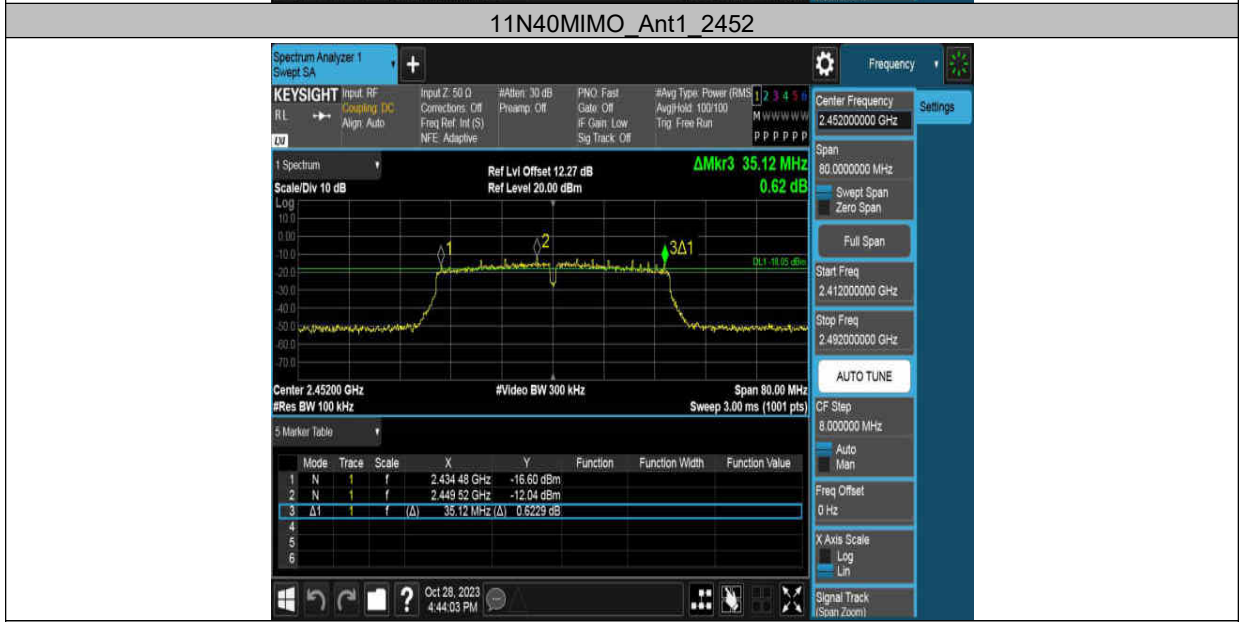 11N40MIMO_Ant1_2452
Spectrum Analyzer 1
Swept SA
+
Frequency
KEYSIGHT Input: RF Input Z: 50 Ω #Atten: 30 dB PNO: Fast #Avg Type: Power (RMS 1 2 3 4 5 6
RL Coupling: DC Corrections: Off Preamp: Off Gate: Off Avg|Hold: 100/100 M W W W W W
Align: Auto Freq Ref: Int (S) IF Gain: Low Trig: Free Run P P P P P P
NFE: Adaptive Sig Track: Off
LXI
Center Frequency
2.452000000 GHz
Settings
Span
80.0000000 MHz
Swept Span
Zero Span
Full Span
Start Freq
2.412000000 GHz
Stop Freq
2.492000000 GHz
AUTO TUNE
CF Step
8.000000 MHz
Auto
Man
Freq Offset
0 Hz
X Axis Scale
Log
Lin
Signal Track
(Span Zoom)
1 Spectrum Ref Lvl Offset 12.27 dB ΔMkr3 35.12 MHz
Scale/Div 10 dB Ref Level 20.00 dBm 0.62 dB
Log
10.0
0.00
-10.0
-20.0
-30.0
-40.0
-50.0
-60.0
-70.0
1
2
3Δ1
DL1 -18.05 dBm
Center 2.45200 GHz #Video BW 300 kHz Span 80.00 MHz
#Res BW 100 kHz Sweep 3.00 ms (1001 pts)
5 Marker Table
Mode Trace Scale X Y Function Function Width Function Value
1 N 1 f 2.434 48 GHz -16.60 dBm
2 N 1 f 2.449 52 GHz -12.04 dBm
3 Δ1 1 f (Δ) 35.12 MHz (Δ) 0.6229 dB
4
5
6
? Oct 28, 2023
4:44:03 PM